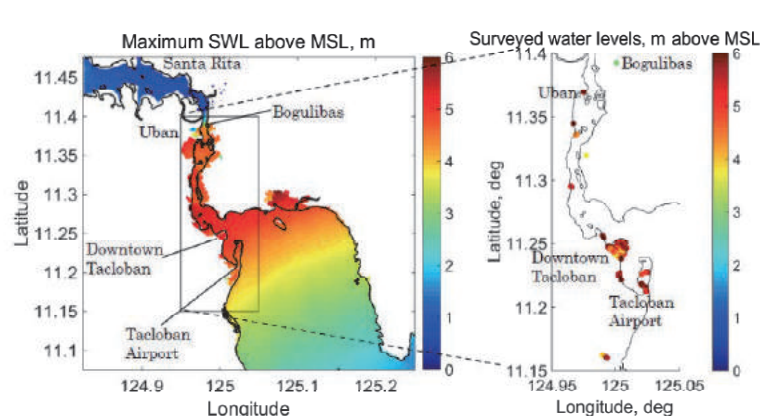 Maximum SWL above MSL, m
Santa Rita
Bogulibas
Uban
Downtown
Tacloban
Tacloban
Airport
11.45
11.4
11.35
11.3
11.25
11.2
11.15
11.1
Latitude
124.9
125
125.1
125.2
Longitude
6
5
4
3
2
1
0
Surveyed water levels, m above MSL
Bogulibas
Uban
Downtown
Tacloban
Tacloban
Airport
11.4
11.35
11.3
11.25
11.2
11.15
Latitude, deg
124.95
125
125.05
Longitude, deg
6
5
4
3
2
1
0